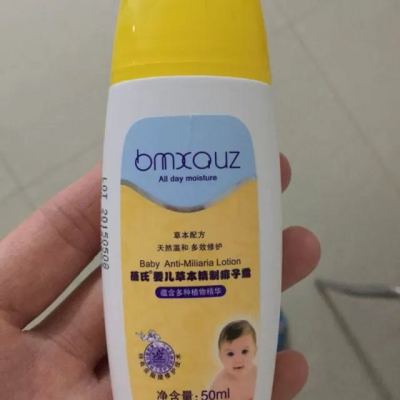 bmxquz
All day moisture
LOT 20150508
草本配方
天然温和 多效修护
Baby Anti-Miliaria Lotion
婴儿草本精制痱子露
蕴含多种植物精华
净含量: 50ml